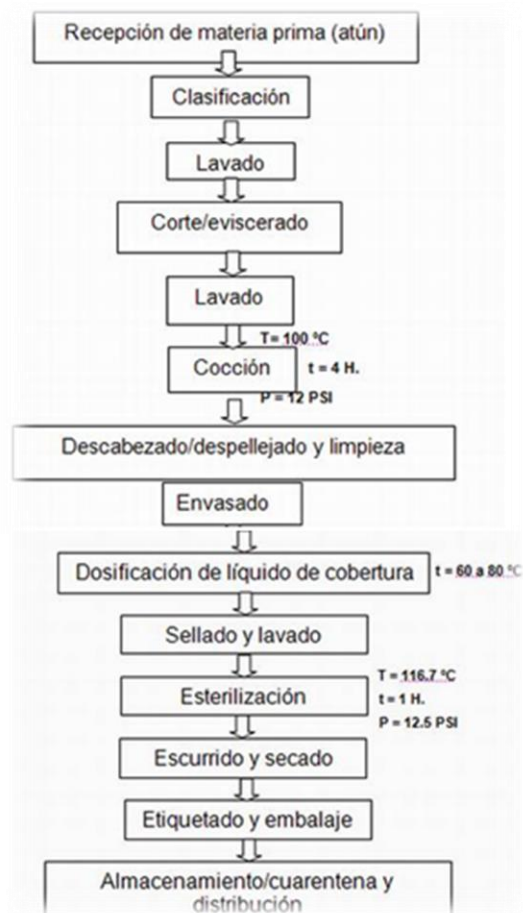 Recepción de materia prima (atún)
Clasificación
Lavado
Corte/eviscerado
Lavado
T= 100 ºC
Cocción
t = 4 H.
P = 12 PSI
Descabezado/despellejado y limpieza
Envasado
Dosificación de líquido de cobertura
t = 60 a 80 ºC
Sellado y lavado
T = 116.7 ºC
Esterilización
t = 1 H.
P = 12.5 PSI
Escurrido y secado
Etiquetado y embalaje
Almacenamiento/cuarentena y
distribución